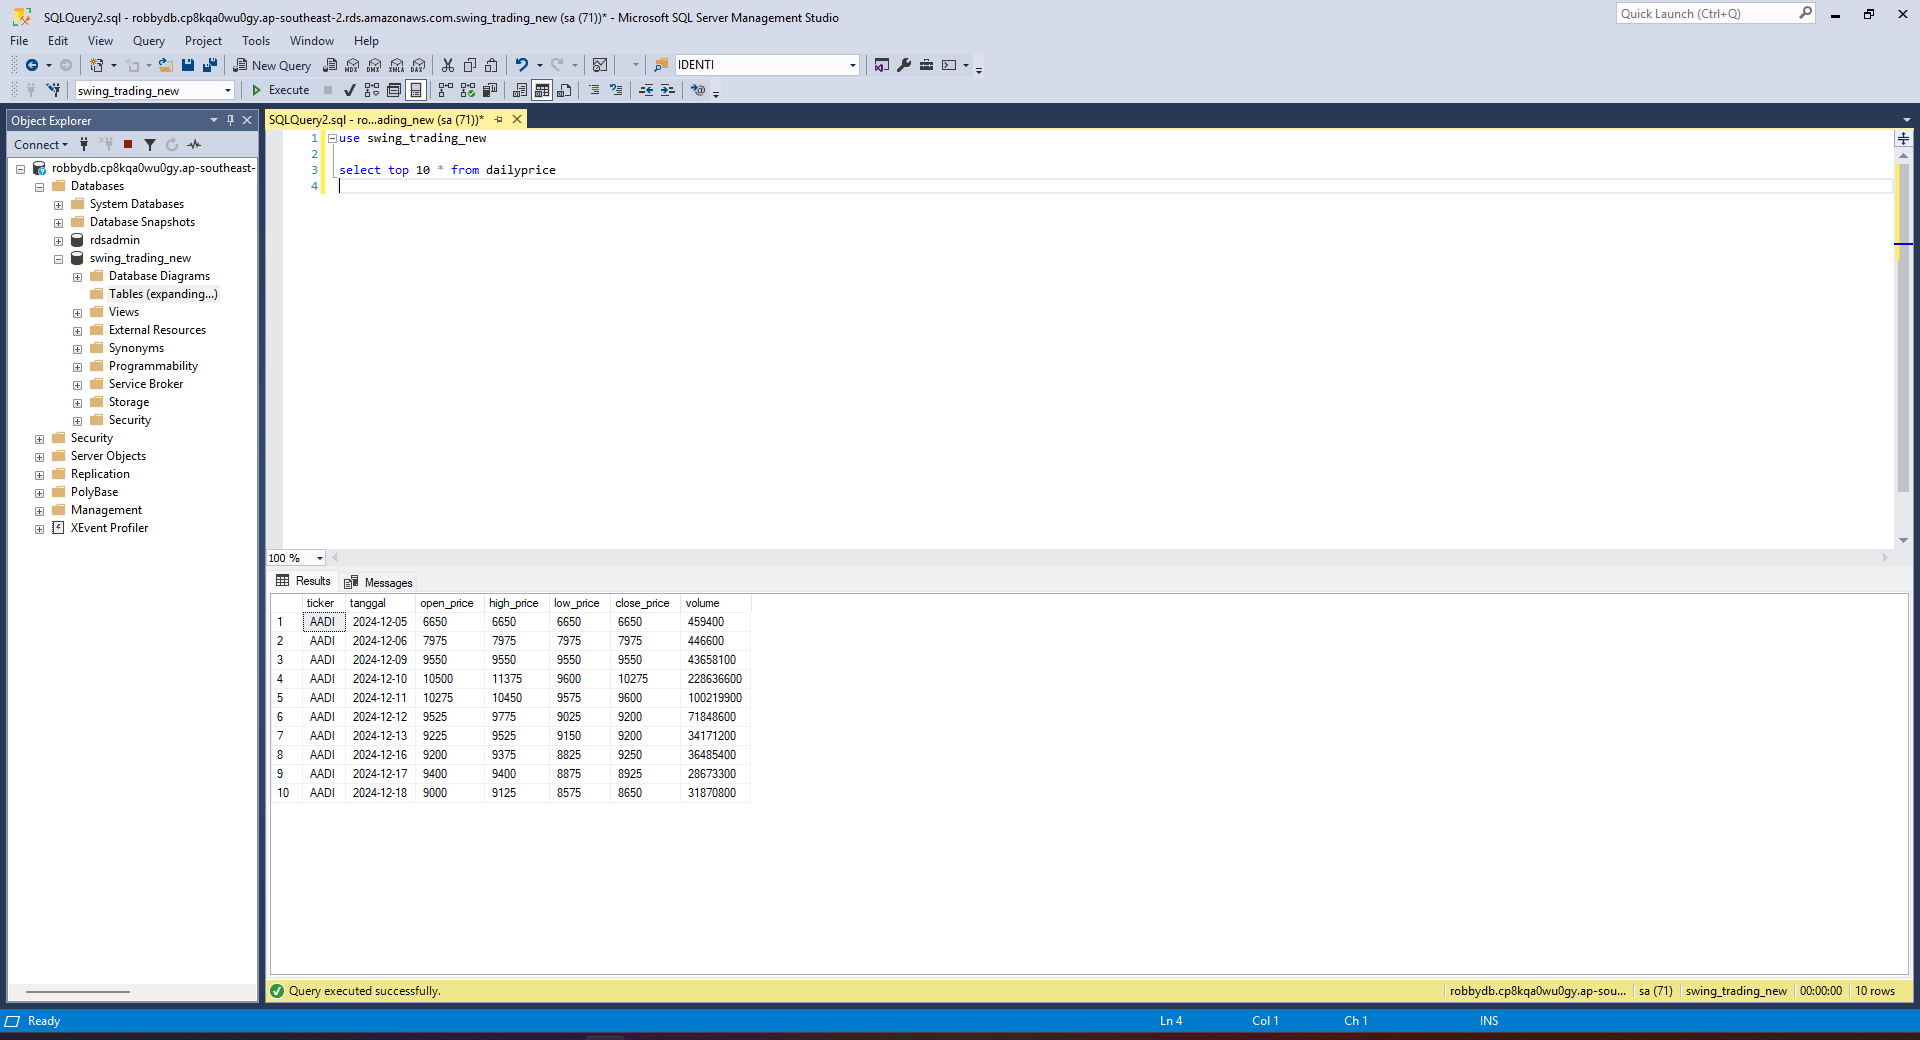 SQLQuery2.sql - robbydb.cp8kqa0wu0gy.ap-southeast-2.rds.amazonaws.com.swing_trading_new (sa (71))* - Microsoft SQL Server Management Studio
Quick Launch (Ctrl+Q)
File Edit View Query Project Tools Window Help
New Query MDX DMX XMLA DAX IDENTI
swing_trading_new Execute
Object Explorer
Connect
robbydb.cp8kqa0wu0gy.ap-southeast-
Databases
System Databases
Database Snapshots
rdsadmin
swing_trading_new
Database Diagrams
Tables (expanding...)
Views
External Resources
Synonyms
Programmability
Service Broker
Storage
Security
Security
Server Objects
Replication
PolyBase
Management
XEvent Profiler
SQLQuery2.sql - ro...ading_new (sa (71))*
1 use swing_trading_new
2
3 select top 10 * from dailyprice
4
100 %
Results Messages
ticker tanggal open_price high_price low_price close_price volume
1 AADI 2024-12-05 6650 6650 6650 6650 459400
2 AADI 2024-12-06 7975 7975 7975 7975 446600
3 AADI 2024-12-09 9550 9550 9550 9550 43658100
4 AADI 2024-12-10 10500 11375 9600 10275 228636600
5 AADI 2024-12-11 10275 10450 9575 9600 100219900
6 AADI 2024-12-12 9525 9775 9025 9200 71848600
7 AADI 2024-12-13 9225 9525 9150 9200 34171200
8 AADI 2024-12-16 9200 9375 8825 9250 36485400
9 AADI 2024-12-17 9400 9400 8875 8925 28673300
10 AADI 2024-12-18 9000 9125 8575 8650 31870800
Query executed successfully. robbydb.cp8kqa0wu0gy.ap-sou... sa (71) swing_trading_new 00:00:00 10 rows
Ready Ln 4 Col 1 Ch 1 INS